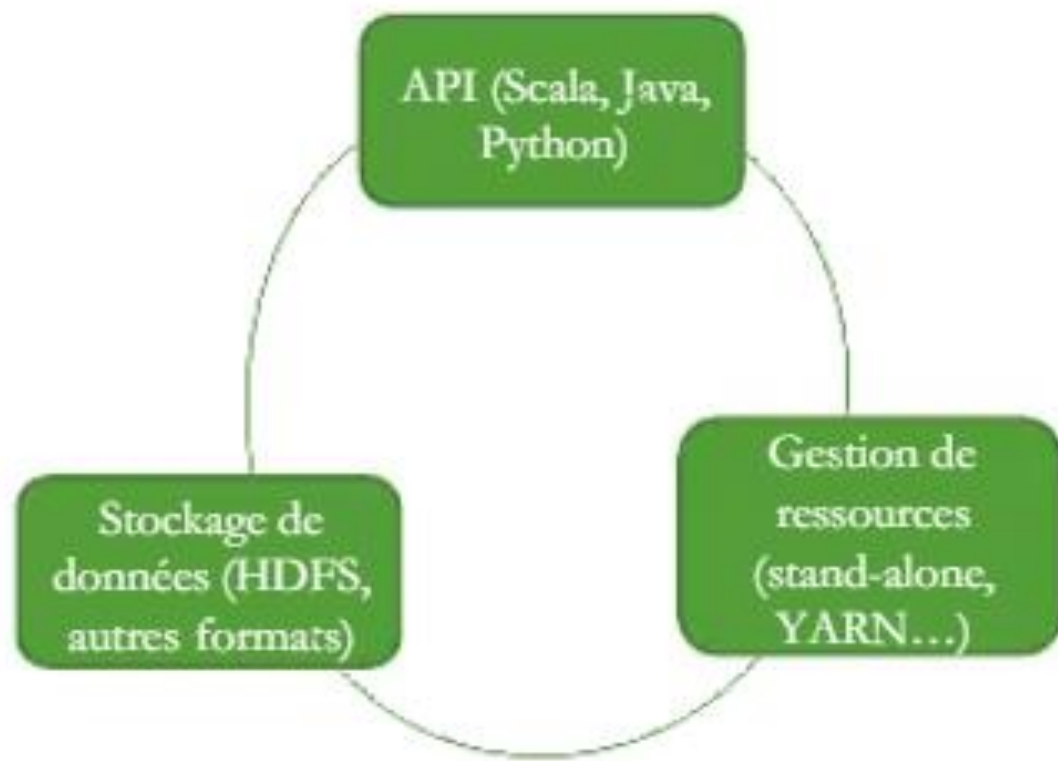 API (Scala, Java,
Python)
Gestion de
ressources
(stand-alone,
YARN...)
Stockage de
données (HDFS,
autres formats)